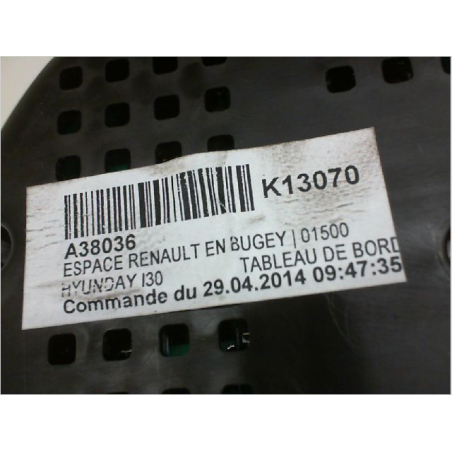 K13070
A38036
ESPACE RENAULT EN BUGEY | 01500
HYUNDAY I30 TABLEAU DE BORD
Commande du 29.04.2014 09:47:35